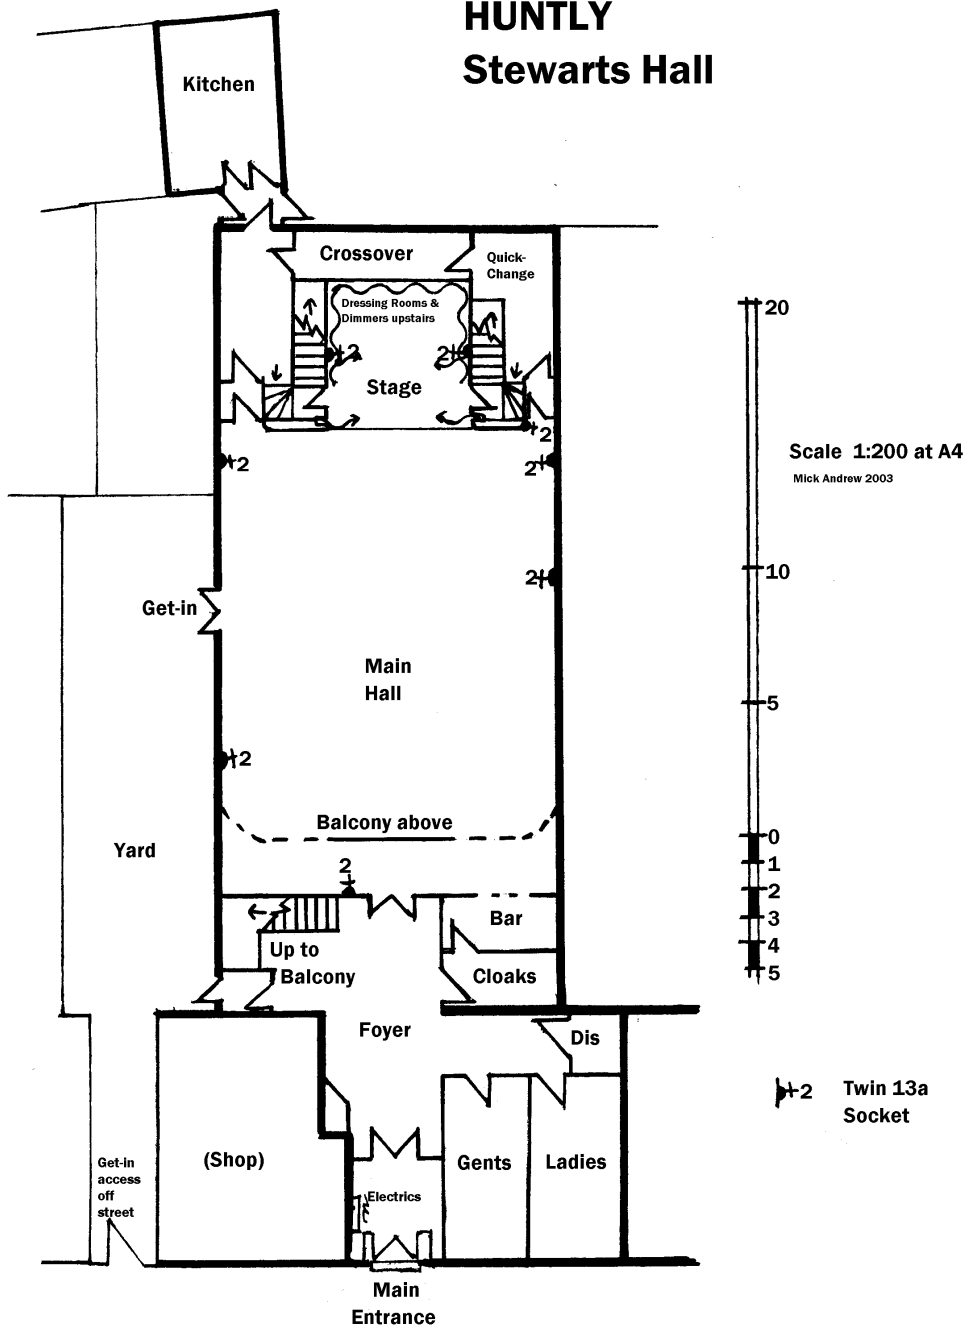 HUNTLY
Stewarts Hall
Kitchen
Crossover
Quick-
Change
Dressing Rooms &
Dimmers upstairs
2
2
Stage
2
2
2
2
Scale 1:200 at A4
Mick Andrew 2003
20
10
5
0
1
2
3
4
5
Get-in
Main
Hall
2
Balcony above
Yard
2
Bar
Up to
Balcony
Cloaks
Foyer
Dis
2
Twin 13a
Socket
Get-in
access
off
street
(Shop)
Electrics
Gents
Ladies
Main
Entrance